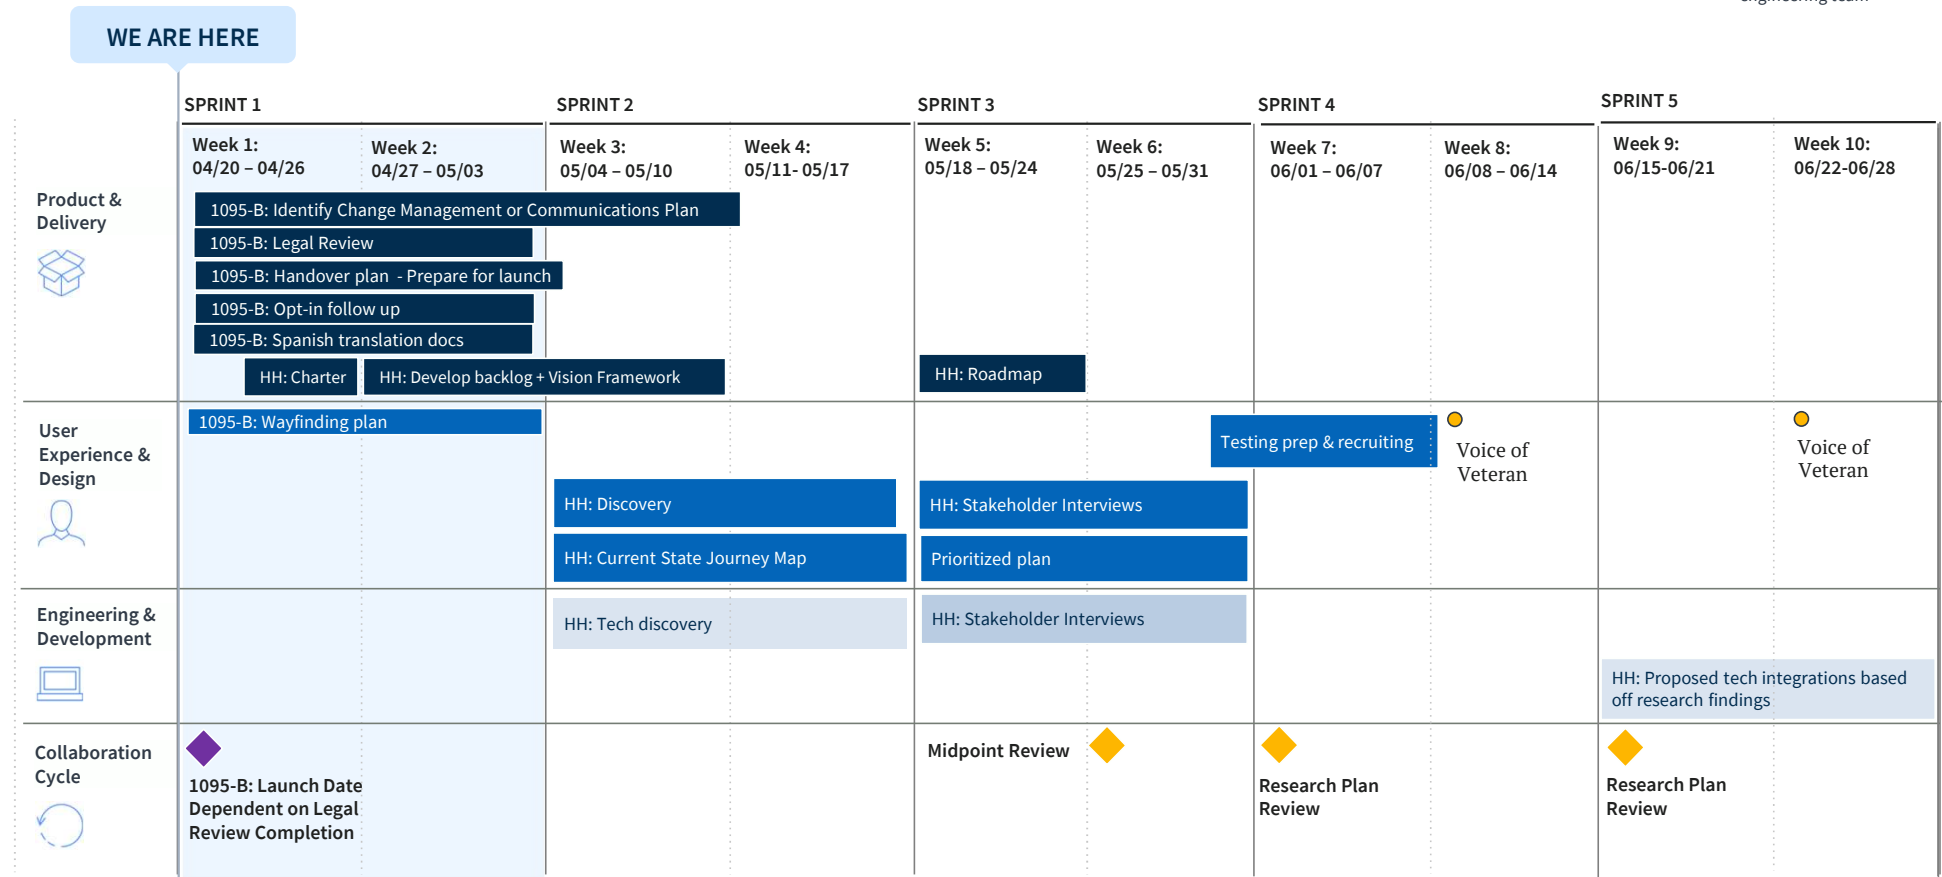 engineering team
WE ARE HERE
SPRINT 1
SPRINT 2
SPRINT 3
SPRINT 4
SPRINT 5
Week 1:
04/20 – 04/26
Week 2:
04/27 – 05/03
Week 3:
05/04 – 05/10
Week 4:
05/11- 05/17
Week 5:
05/18 – 05/24
Week 6:
05/25 – 05/31
Week 7:
06/01 – 06/07
Week 8:
06/08 – 06/14
Week 9:
06/15-06/21
Week 10:
06/22-06/28
Product &
Delivery
1095-B: Identify Change Management or Communications Plan
1095-B: Legal Review
1095-B: Handover plan - Prepare for launch
1095-B: Opt-in follow up
1095-B: Spanish translation docs
HH: Charter
HH: Develop backlog + Vision Framework
HH: Roadmap
User
Experience &
Design
1095-B: Wayfinding plan
Testing prep & recruiting
Voice of
Veteran
Voice of
Veteran
HH: Discovery
HH: Stakeholder Interviews
HH: Current State Journey Map
Prioritized plan
Engineering &
Development
HH: Tech discovery
HH: Stakeholder Interviews
HH: Proposed tech integrations based
off research findings
Collaboration
Cycle
1095-B: Launch Date
Dependent on Legal
Review Completion
Midpoint Review
Research Plan
Review
Research Plan
Review